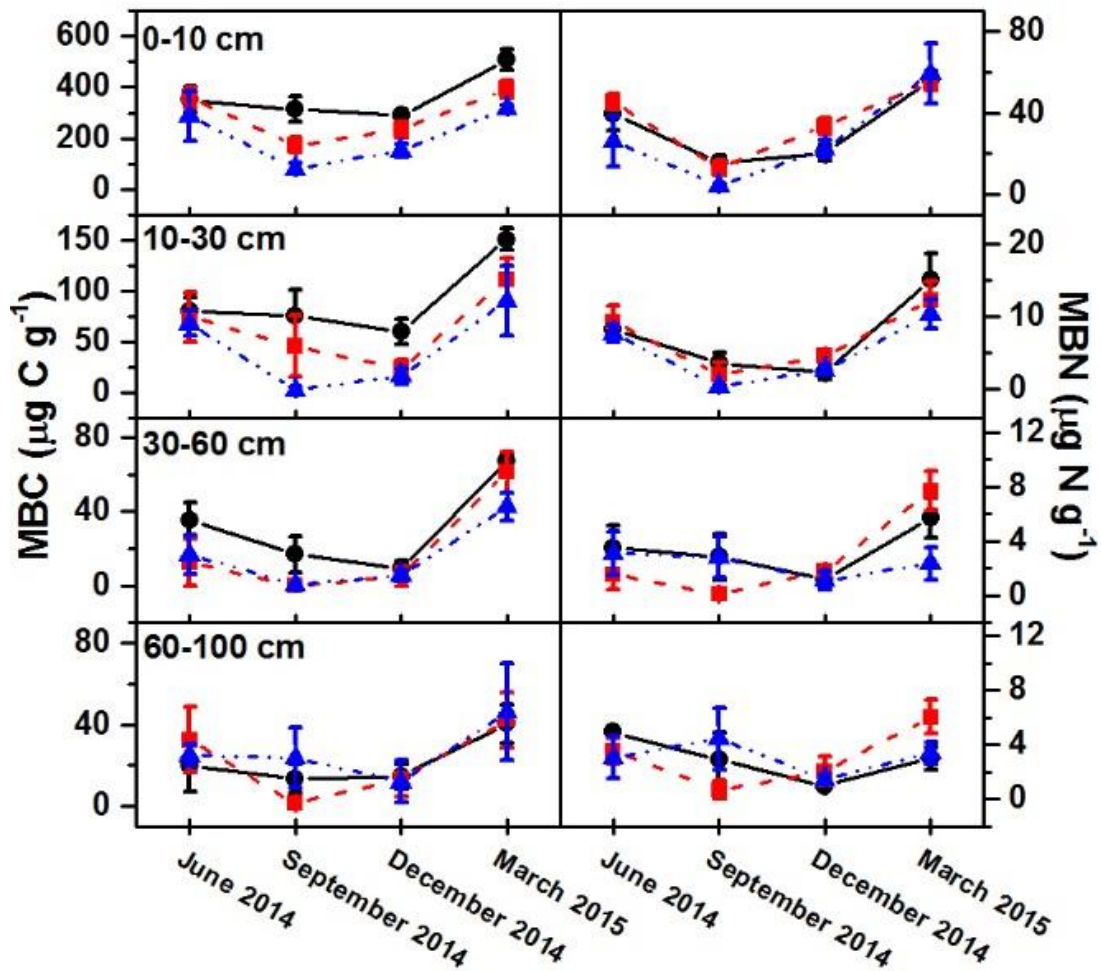 0-10 cm
600
400
200
0
80
40
0
10-30 cm
150
100
50
0
20
10
0
30-60 cm
80
40
0
12
8
4
0
60-100 cm
80
40
0
12
8
4
0
MBC (μg C g⁻¹)
MBN (μg N g⁻¹)
June 2014
September 2014
December 2014
March 2015
June 2014
September 2014
December 2014
March 2015